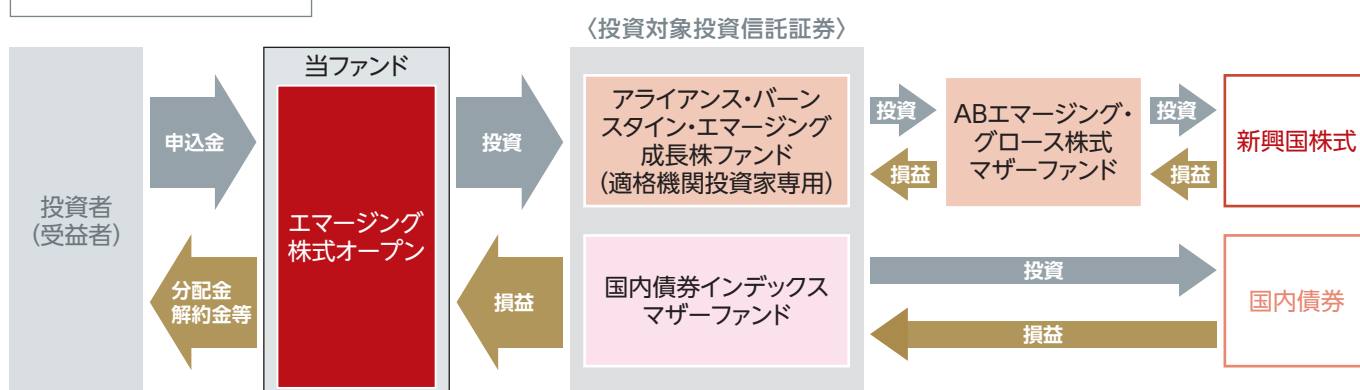 〈投資対象投資信託証券〉
当ファンド
投資者
(受益者)
申込金
分配金
解約金等
エマージング
株式オープン
投資
損益
アライアンス・バーン
スタイン・エマージング
成長株ファンド
(適格機関投資家専用)
国内債券インデックス
マザーファンド
投資
損益
ABエマージング・
グロース株式
マザーファンド
投資
損益
新興国株式
投資
損益
国内債券